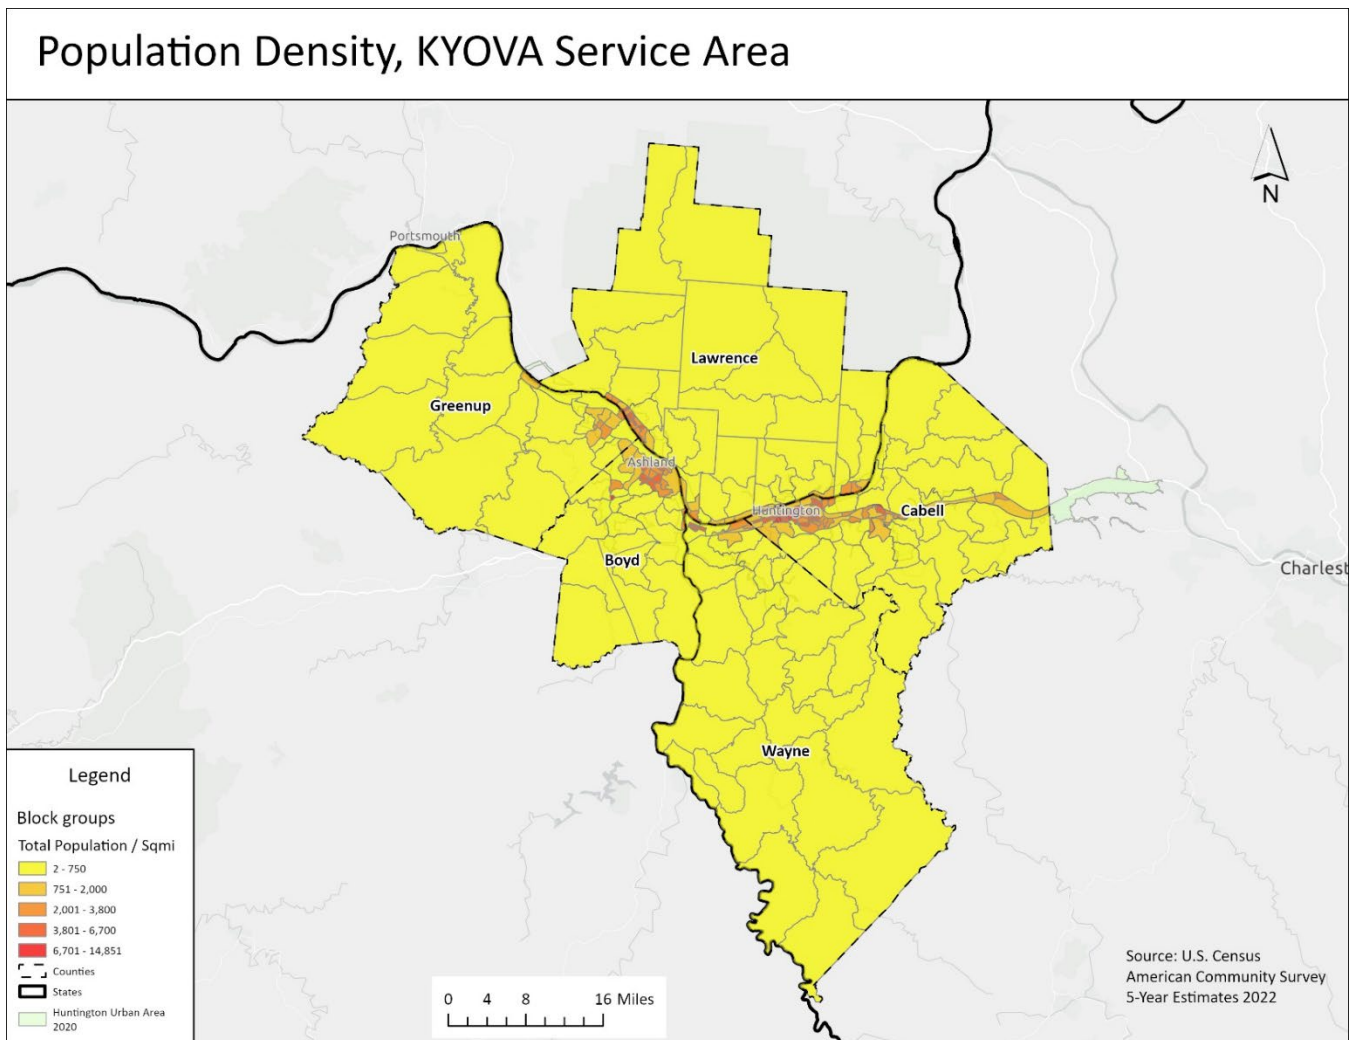 Population Density, KYOVA Service Area
N
Portsmouth
Lawrence
Greenup
Ashland
Huntington
Cabell
Boyd
Charlest
Wayne
Legend
Block groups
Total Population / Sqmi
2 - 750
751 - 2,000
2,001 - 3,800
3,801 - 6,700
6,701 - 14,851
Counties
States
Huntington Urban Area
2020
0 4 8 16 Miles
Source: U.S. Census
American Community Survey
5-Year Estimates 2022